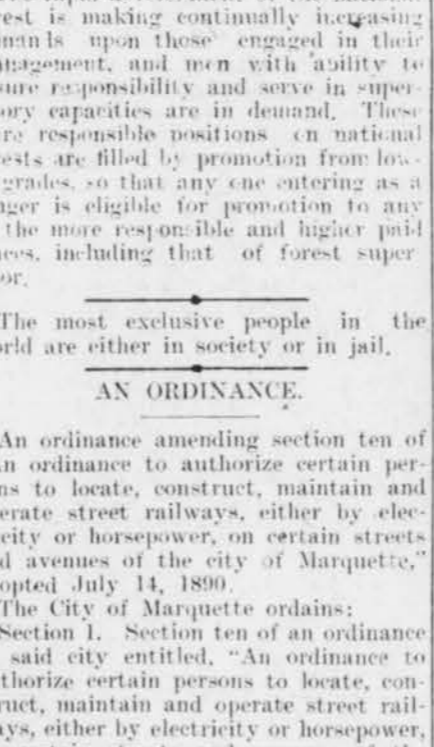 rest is making continually increasing
mands upon those engaged in their
nagement, and men with ability to
sure responsibility and serve in super-
ory capacities are in demand. These
re responsible positions on national
ests are filled by promotion from low-
grades, so that any one entering as a
nger is eligible for promotion to any
the more responsible and higher paid
ces, including that of forest super
or.
The most exclusive people in the
orld are either in society or in jail.
AN ORDINANCE.
An ordinance amending section ten of
an ordinance to authorize certain per-
ns to locate, construct, maintain and
erate street railways, either by elec-
city or horsepower, on certain streets
d avenues of the city of Marquette,"
opted July 14, 1890.
The City of Marquette ordains:
Section 1. Section ten of an ordinance
said city entitled, "An ordinance to
thorize certain persons to locate, con-
ruct, maintain and operate street rail-
ays, either by electricity or horsepower,